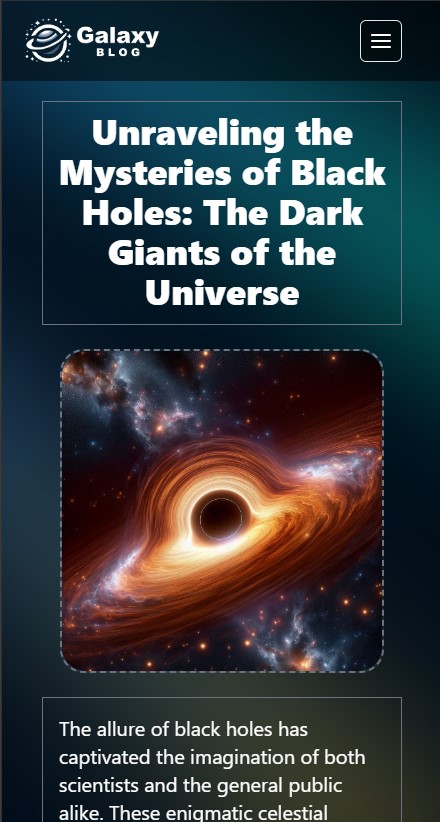 Galaxy
BLOG
Unraveling the
Mysteries of Black
Holes: The Dark
Giants of the
Universe
The allure of black holes has
captivated the imagination of both
scientists and the general public
alike. These enigmatic celestial